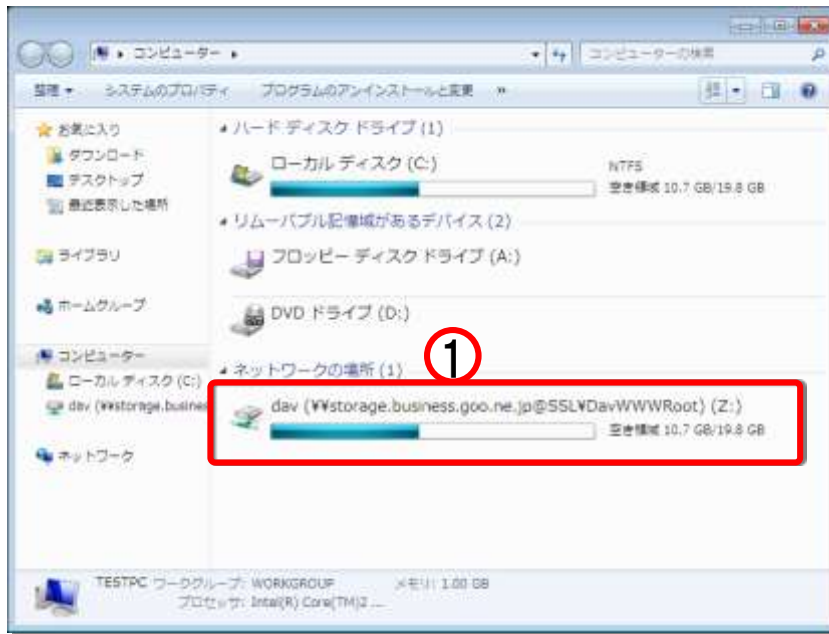 コンピューター
コンピューターの検索
整理 システムのプロパティ プログラムのアンインストールと変更 »
お気に入り
ダウンロード
デスクトップ
最近表示した場所
ライブラリ
ホームグループ
コンピューター
ローカル ディスク (C:)
dav (¥¥storage.busines
ネットワーク
ハード ディスク ドライブ (1)
ローカル ディスク (C:)
NTFS
空き領域 10.7 GB/19.8 GB
リムーバブル記憶域があるデバイス (2)
フロッピー ディスク ドライブ (A:)
DVD ドライブ (D:)
①
ネットワークの場所 (1)
dav (¥¥storage.business.goo.ne.jp@SSL¥DavWWWRoot) (Z:)
空き領域 10.7 GB/19.8 GB
TESTPC ワークグループ: WORKGROUP メモリ: 1.00 GB
プロセッサ: Intel(R) Core(TM)2 ...